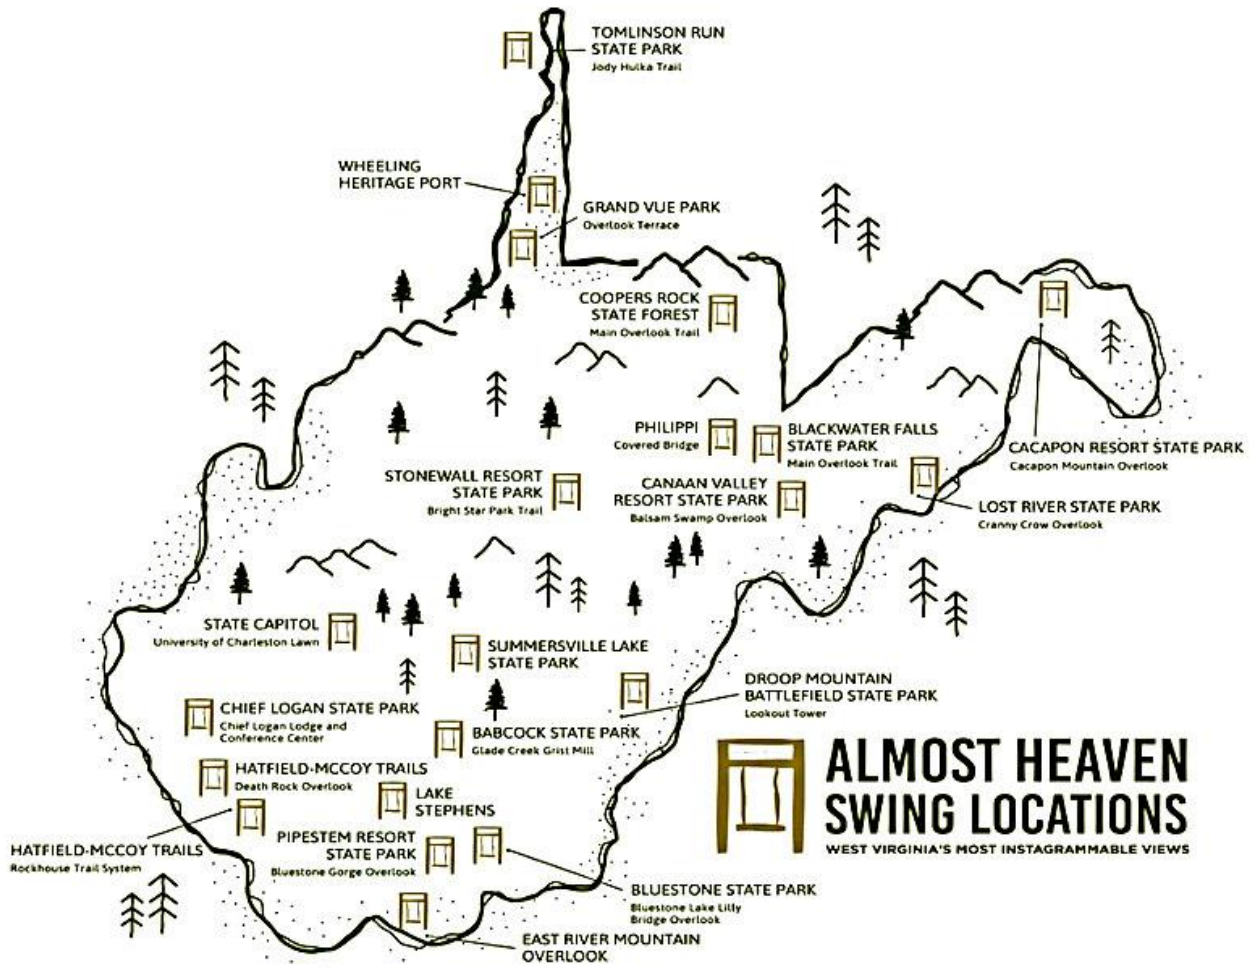 TOMLINSON RUN
STATE PARK
Jody Hulka Trail
WHEELING
HERITAGE PORT
GRAND VUE PARK
Overlook Terrace
COOPERS ROCK
STATE FOREST
Main Overlook Trail
PHILIPPI
Covered Bridge
BLACKWATER FALLS
STATE PARK
Main Overlook Trail
CACAPON RESORT STATE PARK
Cacapon Mountain Overlook
STONEWALL RESORT
STATE PARK
Bright Star Park Trail
CANAAN VALLEY
RESORT STATE PARK
Balsam Swamp Overlook
LOST RIVER STATE PARK
Cranny Crow Overlook
STATE CAPITOL
University of Charleston Lawn
SUMMERSVILLE LAKE
STATE PARK
DROOP MOUNTAIN
BATTLEFIELD STATE PARK
Lookout Tower
CHIEF LOGAN STATE PARK
Chief Logan Lodge and
Conference Center
BABCOCK STATE PARK
Glade Creek Grist Mill
HATFIELD-MCCOY TRAILS
Death Rock Overlook
LAKE
STEPHENS
HATFIELD-MCCOY TRAILS
Rockhouse Trail System
PIPESTEM RESORT
STATE PARK
Bluestone Gorge Overlook
BLUESTONE STATE PARK
Bluestone Lake Lilly
Bridge Overlook
EAST RIVER MOUNTAIN
OVERLOOK
ALMOST HEAVEN
SWING LOCATIONS
WEST VIRGINIA'S MOST INSTAGRAMMABLE VIEWS